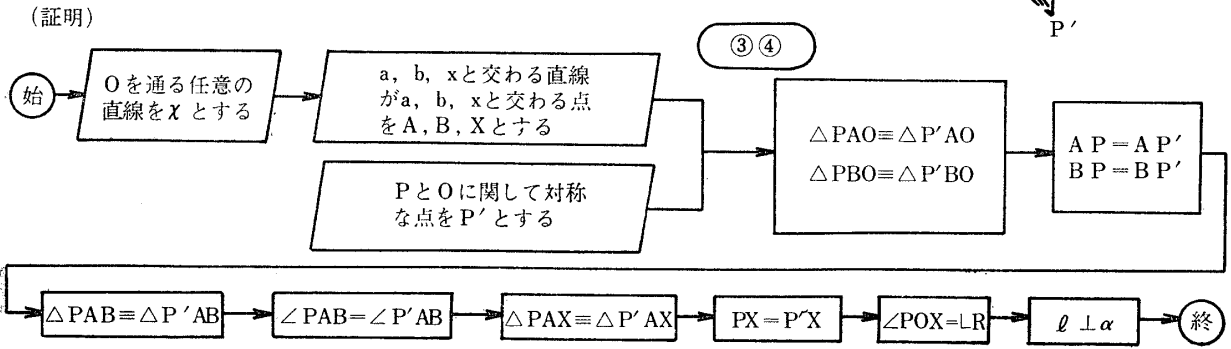 (証明)
P′
③④
始
Oを通る任意の
直線をχとする
a, b, xと交わる直線
がa, b, xと交わる点
をA, B, Xとする
PとOに関して対称
な点をP′とする
△PAO≡△P′AO
△PBO≡△P′BO
AP=AP′
BP=BP′
△PAB≡△P′AB
∠PAB=∠P′AB
△PAX≡△P′AX
PX=P′X
∠POX=∟R
ℓ⊥α
終